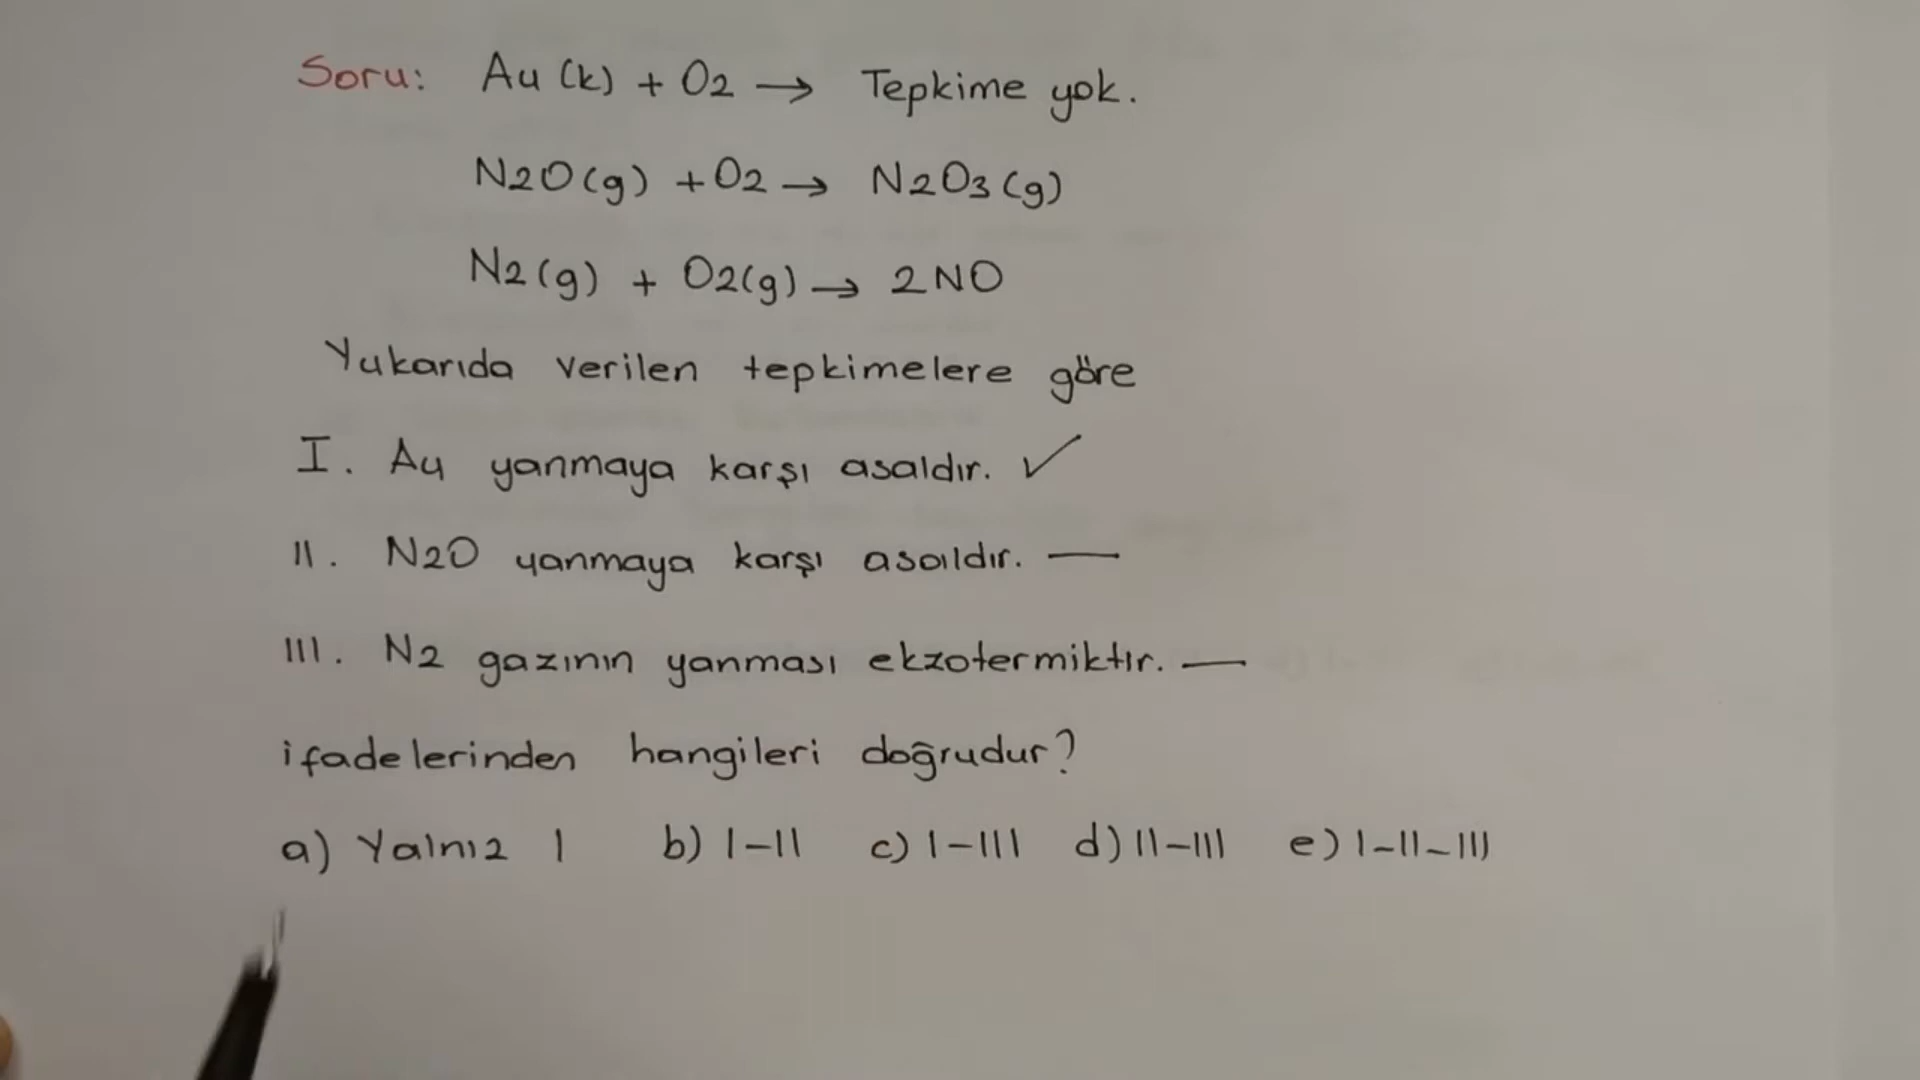 Soru: Au (k) + O2 → Tepkime yok.
N2O(g) + O2 → N2O3(g)
N2(g) + O2(g) → 2NO
Yukarıda verilen tepkimelere göre
I. Au yanmaya karşı asaldır. ✓
II. N2O yanmaya karşı asaldır. —
III. N2 gazının yanması ekzotermiktir. —
ifadelerinden hangileri doğrudur?
a) Yalnız I b) I-II c) I-III d) II-III e) I-II-III